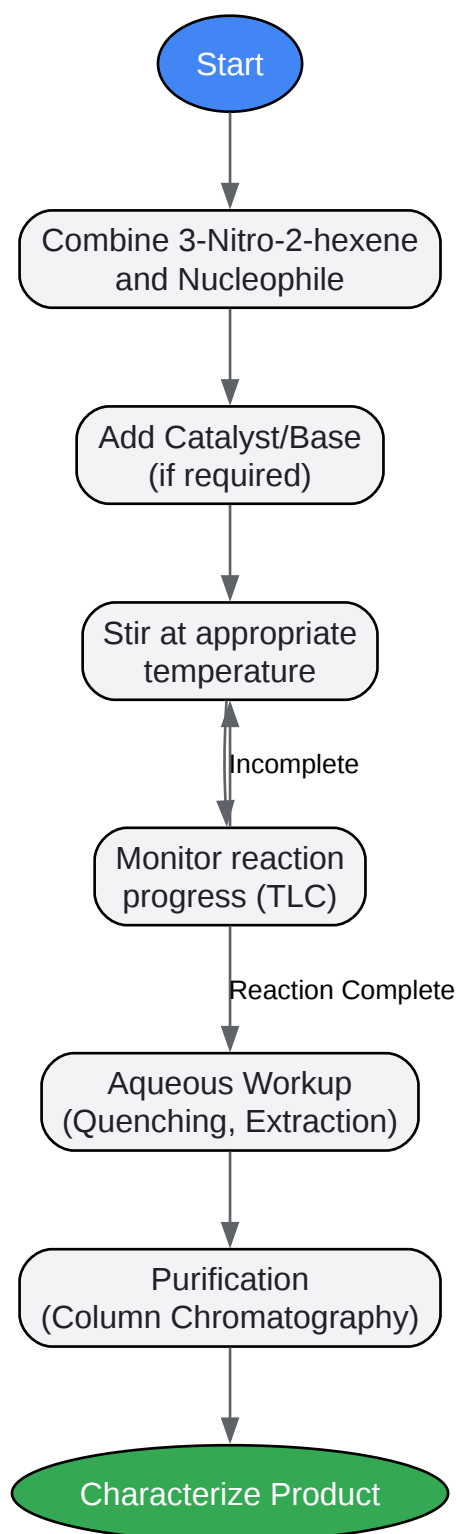 Start
Combine 3-Nitro-2-hexene
and Nucleophile
Add Catalyst/Base
(if required)
Stir at appropriate
temperature
Incomplete
Monitor reaction
progress (TLC)
Reaction Complete
Aqueous Workup
(Quenching, Extraction)
Purification
(Column Chromatography)
Characterize Product